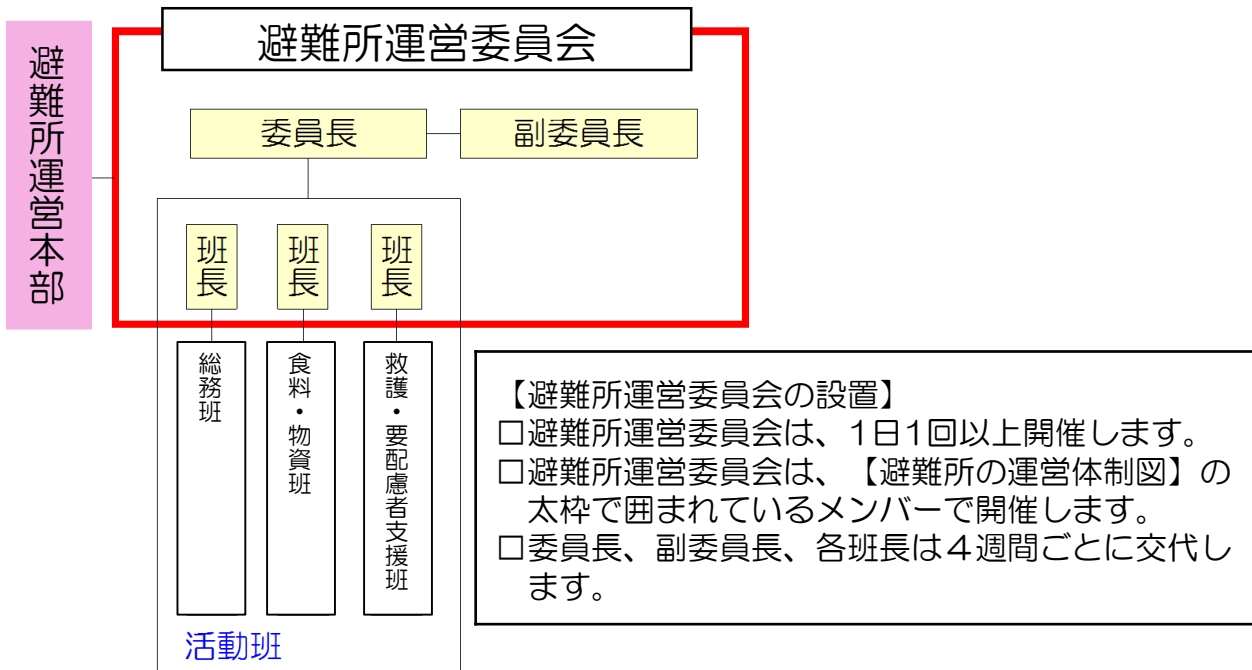 避難所運営本部
避難所運営委員会
委員長
副委員長
班長
班長
班長
総務班
食料・物資班
救護・要配慮者支援班
活動班
【避難所運営委員会の設置】
□避難所運営委員会は、1日1回以上開催します。
□避難所運営委員会は、【避難所の運営体制図】の
太枠で囲まれているメンバーで開催します。
□委員長、副委員長、各班長は４週間ごとに交代し
ます。